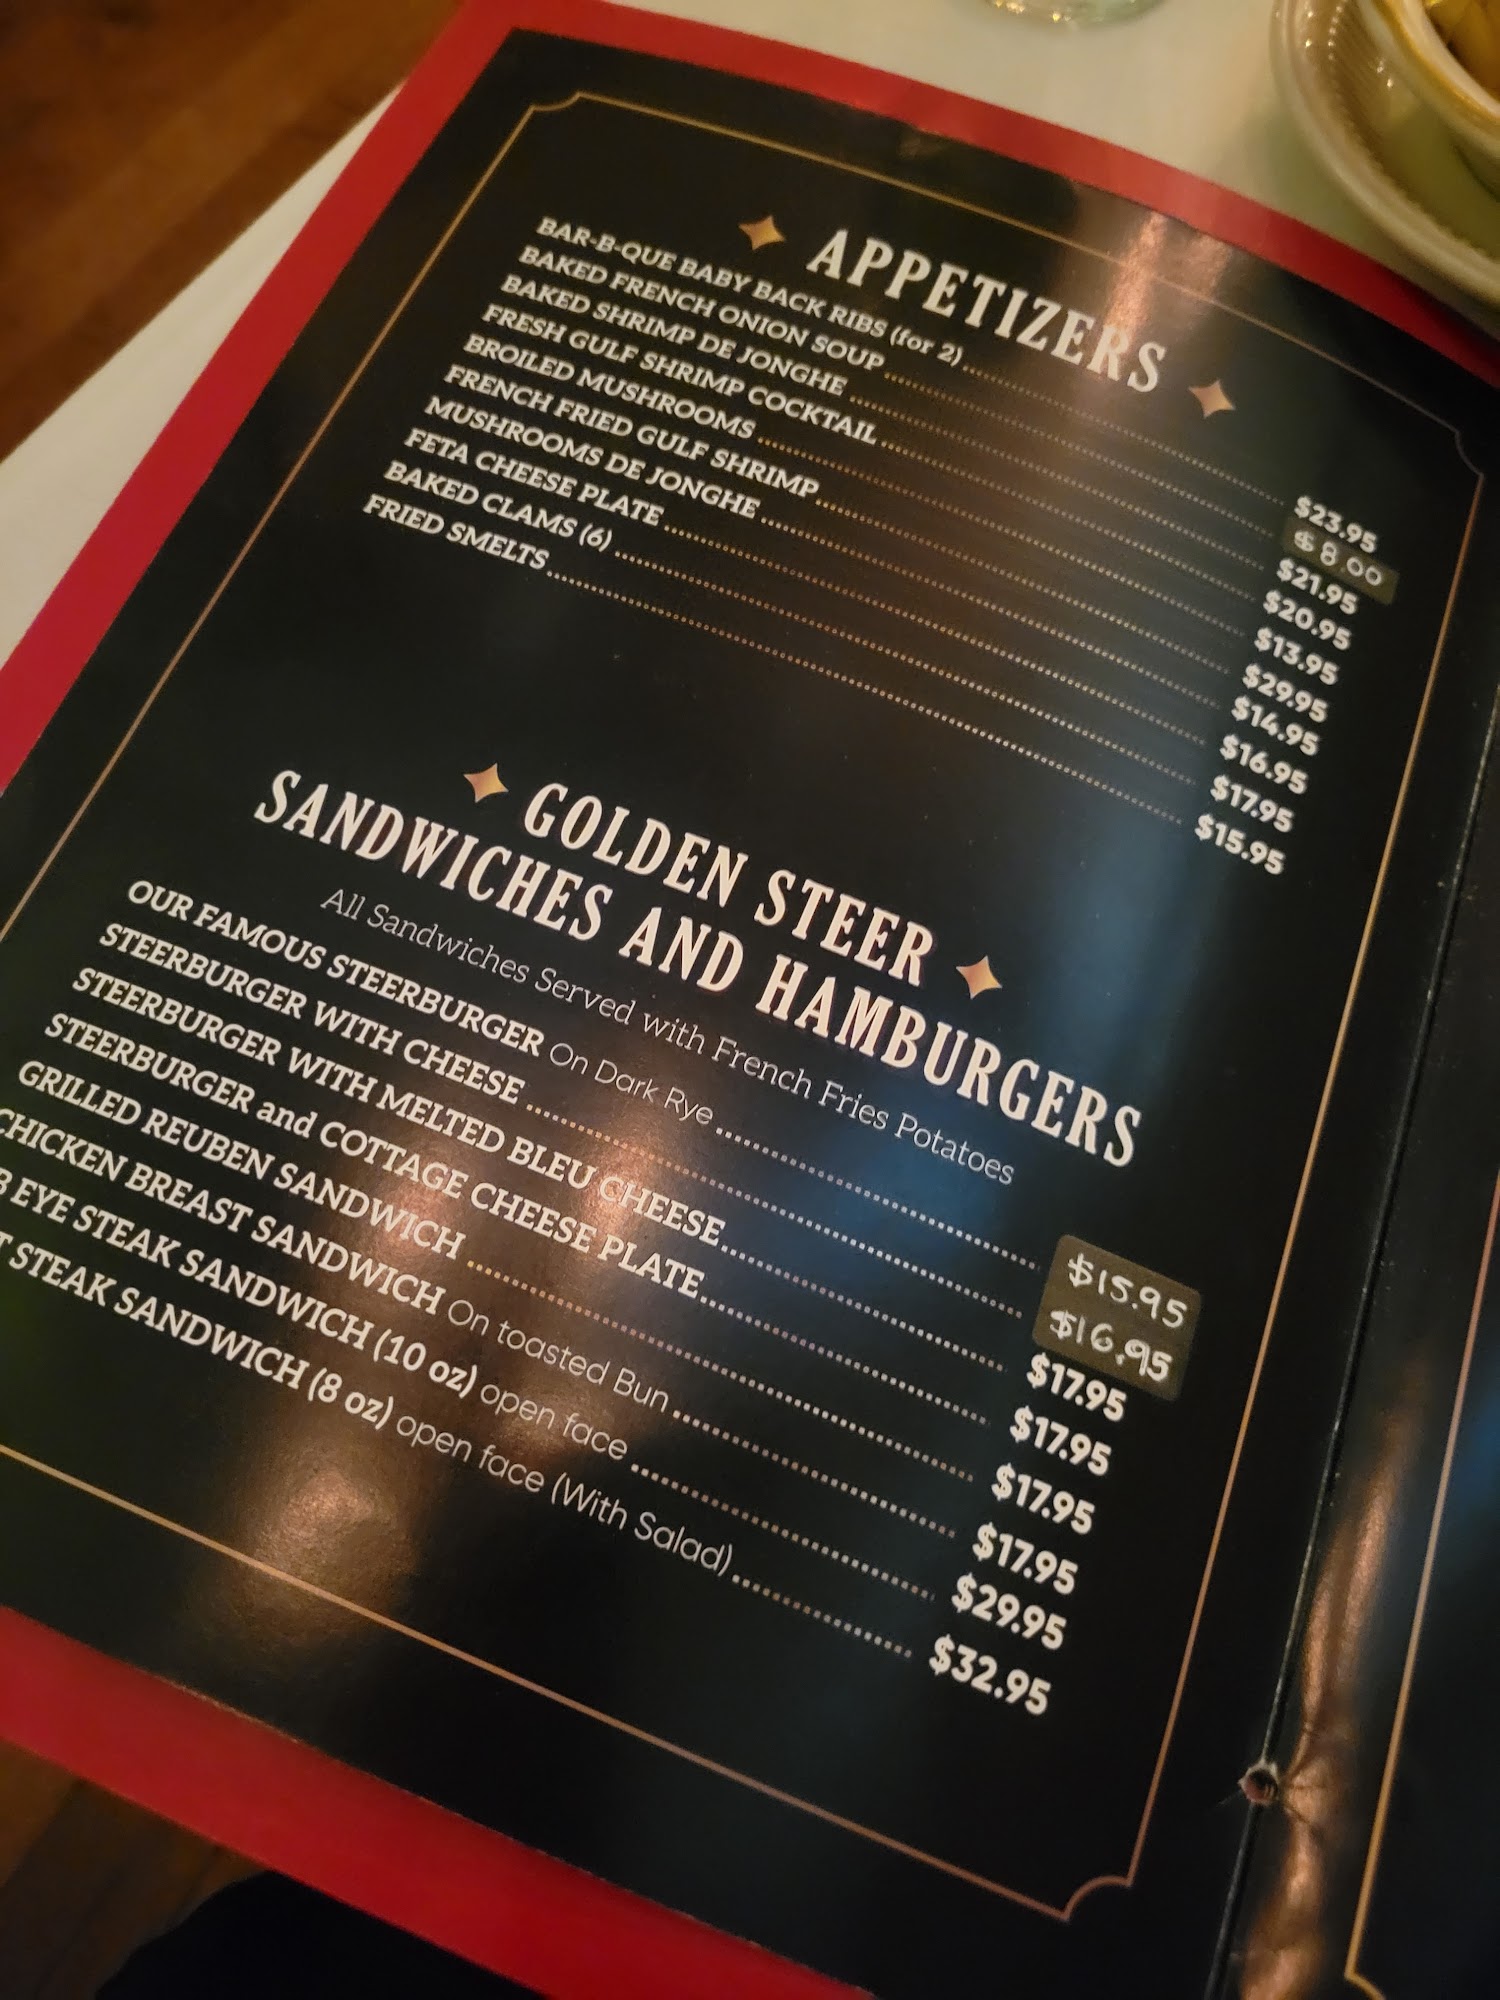 APPETIZERS
BAR-B-QUE BABY BACK RIBS (for 2) $23.95
BAKED FRENCH ONION SOUP $8.00
BAKED SHRIMP DE JONGHE $21.95
FRESH GULF SHRIMP COCKTAIL $20.95
BROILED MUSHROOMS $13.95
FRENCH FRIED GULF SHRIMP $29.95
MUSHROOMS DE JONGHE $14.95
FETA CHEESE PLATE $16.95
BAKED CLAMS (6) $17.95
FRIED SMELTS $15.95
GOLDEN STEER
SANDWICHES AND HAMBURGERS
All Sandwiches Served with French Fries Potatoes
OUR FAMOUS STEERBURGER On Dark Rye $15.95
STEERBURGER WITH CHEESE $16.95
STEERBURGER WITH MELTED BLEU CHEESE $17.95
STEERBURGER and COTTAGE CHEESE PLATE $17.95
GRILLED REUBEN SANDWICH $17.95
CHICKEN BREAST SANDWICH On toasted Bun $17.95
EYE STEAK SANDWICH (10 oz) open face $29.95
STEAK SANDWICH (8 oz) open face (With Salad) $32.95